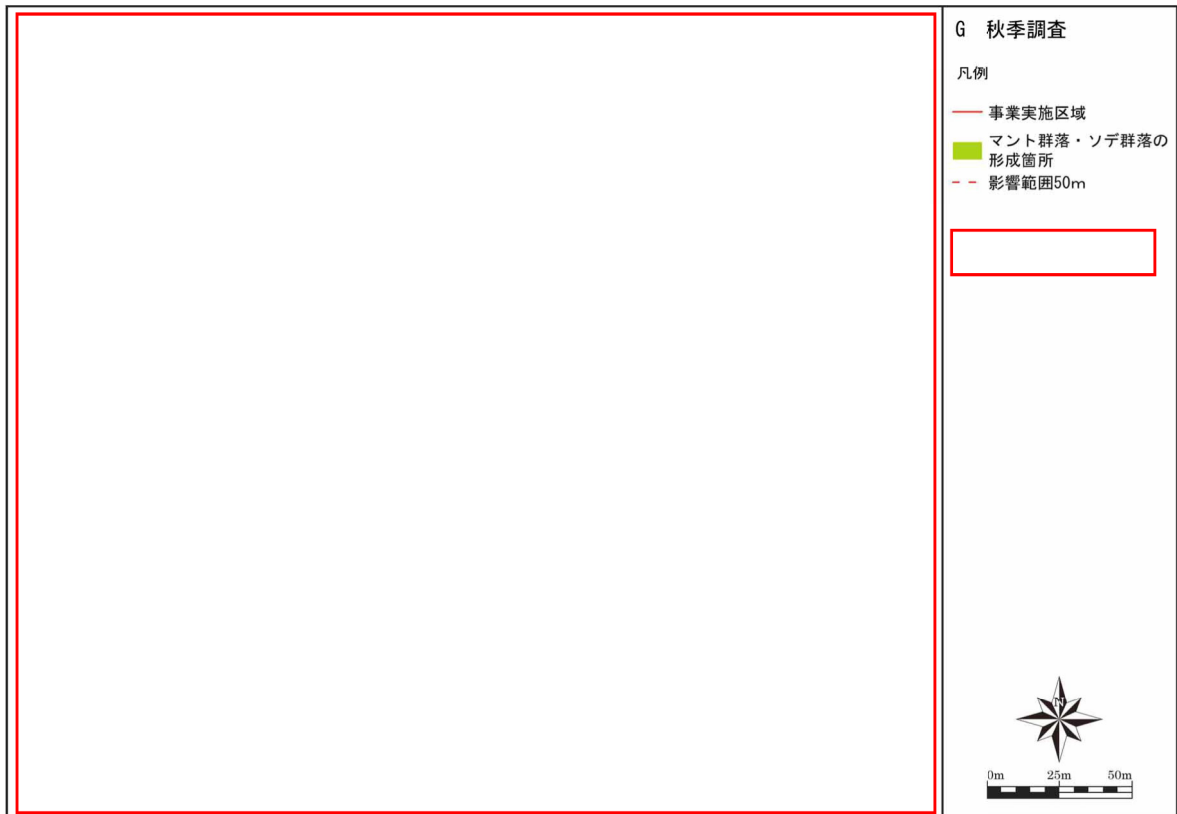 G 秋季調査
凡例
事業実施区域
マント群落・ソデ群落の
形成箇所
影響範囲50m
N
0m 25m 50m